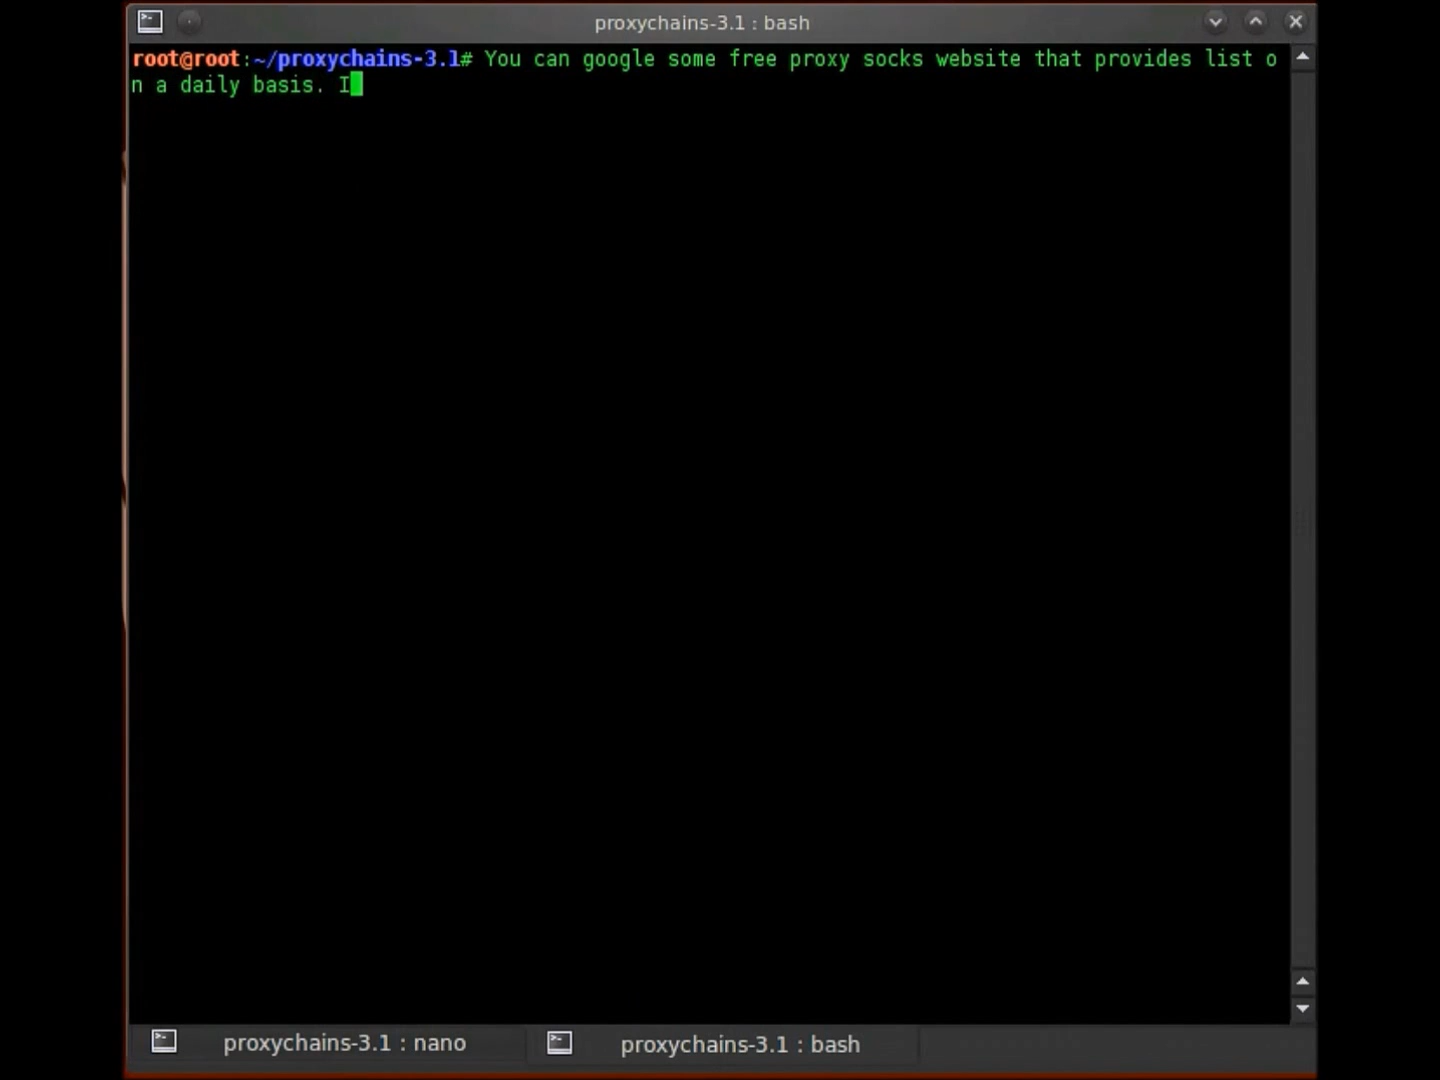 proxychains-3.1 : bash
root@root:~/proxychains-3.1# You can google some free proxy socks website that provides list o
n a daily basis. I
proxychains-3.1 : nano
proxychains-3.1 : bash